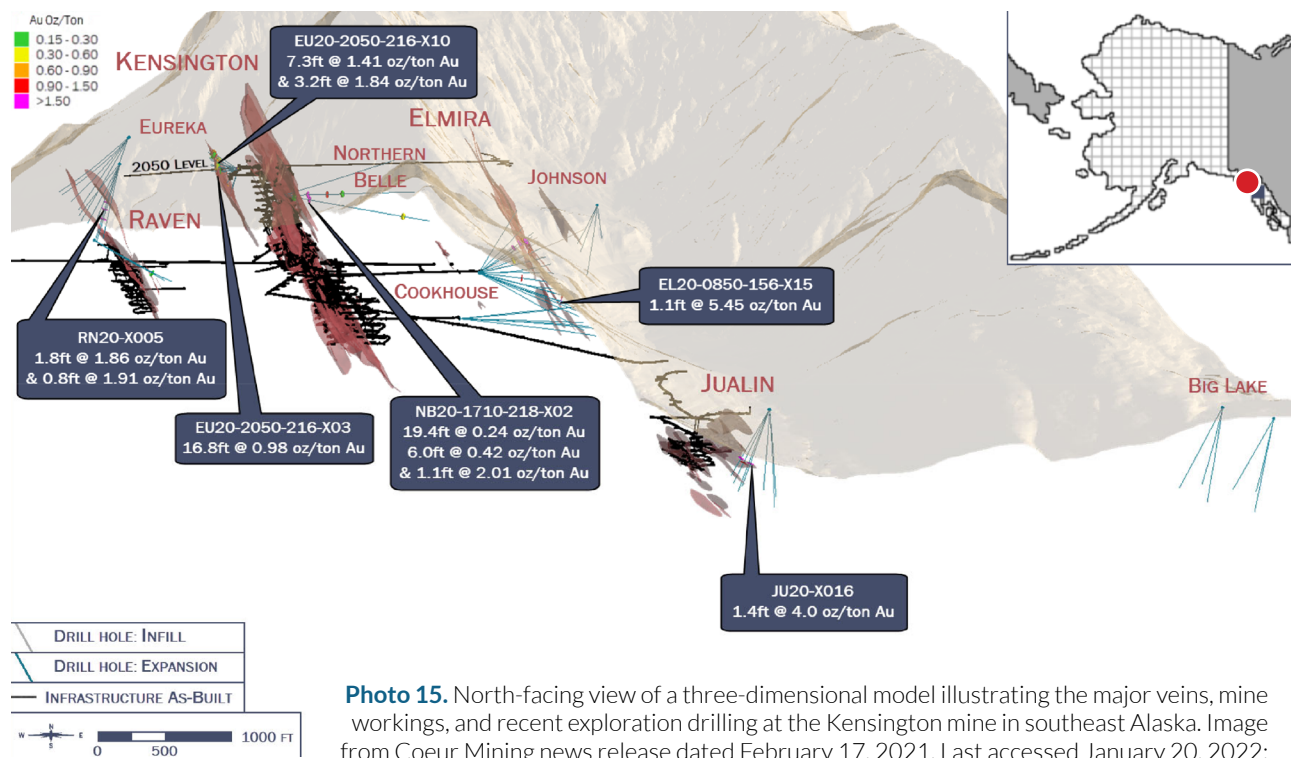 Au Oz/Ton
0.15 - 0.30
0.30 - 0.60
0.60 - 0.90
0.90 - 1.50
>1.50
EU20-2050-216-X10
7.3ft @ 1.41 oz/ton Au
& 3.2ft @ 1.84 oz/ton Au
KENSINGTON
ELMIRA
EUREKA
2050 LEVEL
NORTHERN
BELLE
JOHNSON
RAVEN
COOKHOUSE
EL20-0850-156-X15
1.1ft @ 5.45 oz/ton Au
RN20-X005
1.8ft @ 1.86 oz/ton Au
& 0.8ft @ 1.91 oz/ton Au
EU20-2050-216-X03
16.8ft @ 0.98 oz/ton Au
NB20-1710-218-X02
19.4ft @ 0.24 oz/ton Au
6.0ft @ 0.42 oz/ton Au
& 1.1ft @ 2.01 oz/ton Au
JUALIN
BIG LAKE
JU20-X016
1.4ft @ 4.0 oz/ton Au
DRILL HOLE: INFILL
DRILL HOLE: EXPANSION
INFRASTRUCTURE AS-BUILT
N
W E
S
0 500 1000 FT
Photo 15. North-facing view of a three-dimensional model illustrating the major veins, mine
workings, and recent exploration drilling at the Kensington mine in southeast Alaska. Image
from Coeur Mining news release dated February 17, 2021. Last accessed January 20, 2022: